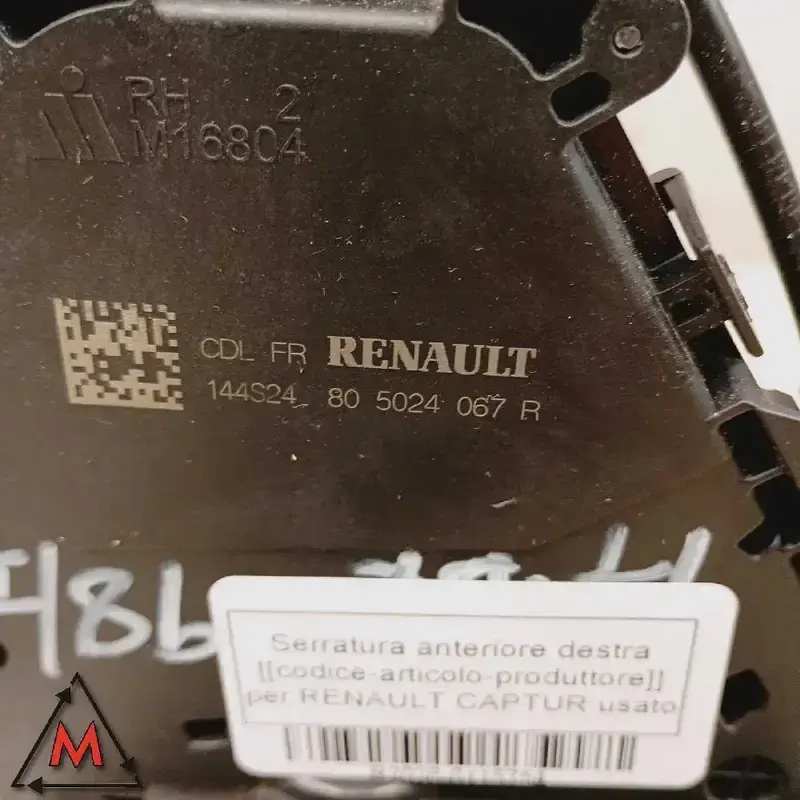 RH 2
M16804
CDL FR RENAULT
144S24 80 5024 067 R
Serratura anteriore destra
[[codice-articolo-produttore]]
per RENAULT CAPTUR usato
M